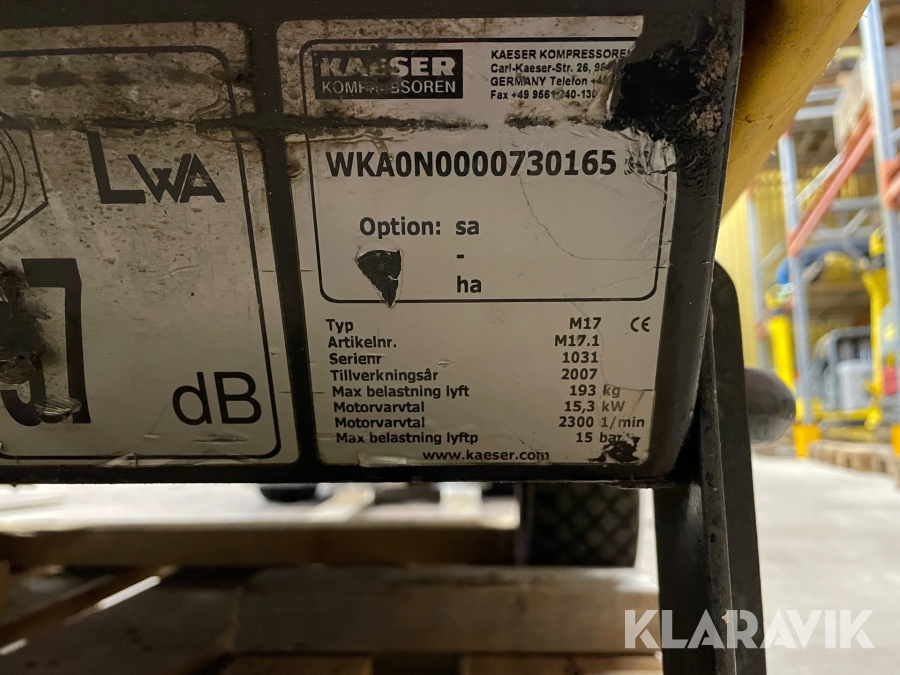 KAESER
KOMPRESSOREN
KAESER KOMPRESSOREN
Carl-Kaeser-Str. 26,
GERMANY Telefon
Fax +49 9561
LWA
dB
WKA0N0000730165
Option: sa
-
ha
Typ M17 CE
Artikelnr. M17.1
Serienr 1031
Tillverkningsår 2007
Max belastning lyft 193 kg
Motorvarvtal 15,3 kW
Motorvarvtal 2300 1/min
Max belastning lyftp 15 bar
www.kaeser.com
KLARAVIK